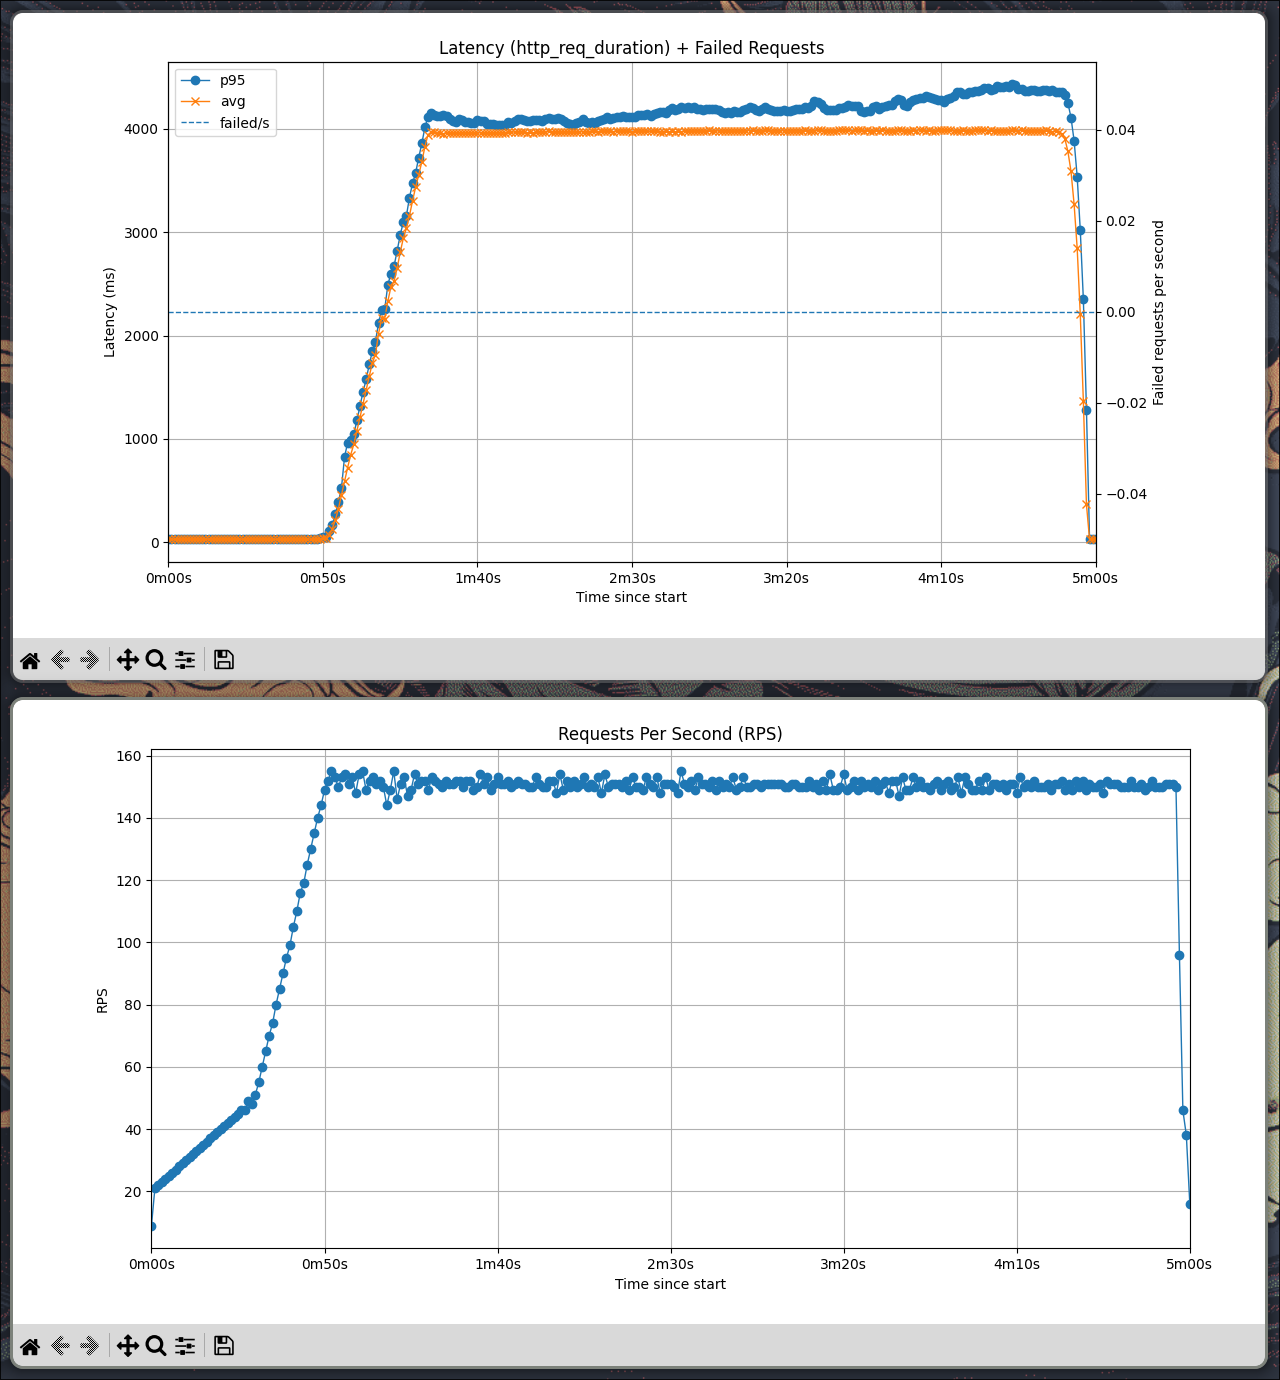 Latency (http_req_duration) + Failed Requests
p95
avg
failed/s
4000
3000
2000
1000
0
Latency (ms)
0.04
0.02
0.00
−0.02
−0.04
Failed requests per second
0m00s 0m50s 1m40s 2m30s 3m20s 4m10s 5m00s
Time since start
Requests Per Second (RPS)
160
140
120
100
80
60
40
20
RPS
0m00s 0m50s 1m40s 2m30s 3m20s 4m10s 5m00s
Time since start